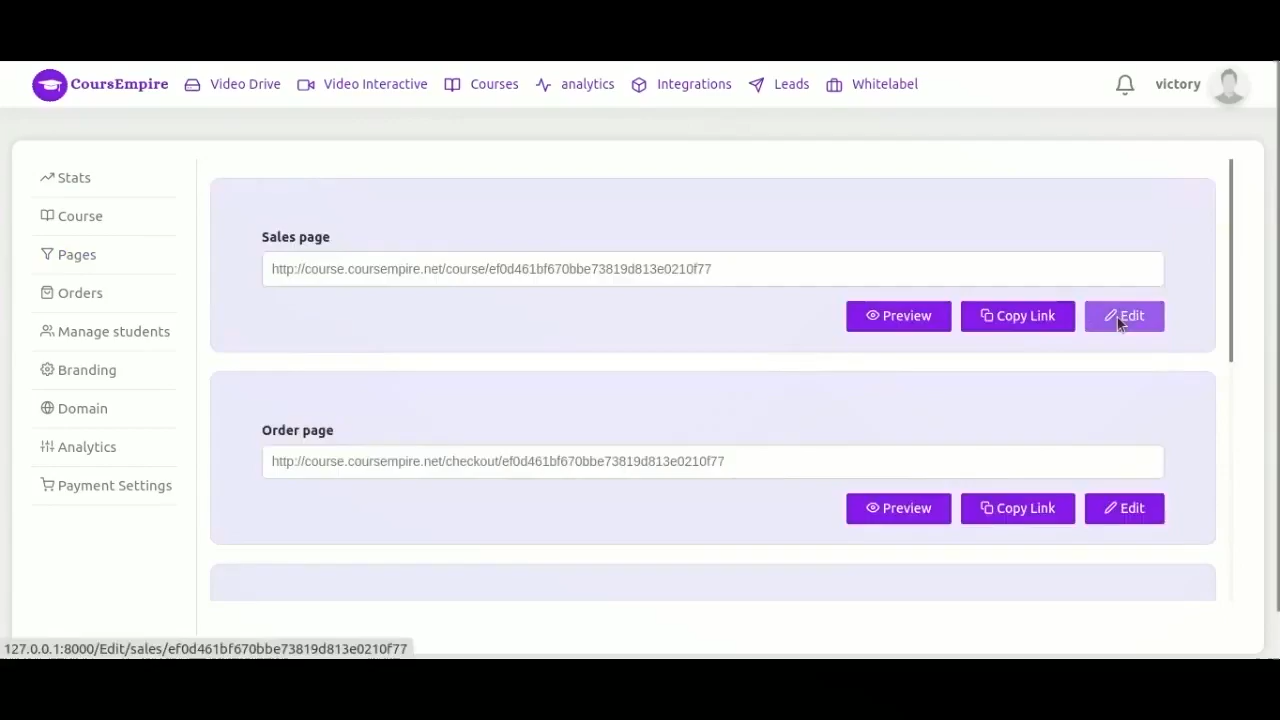 CoursEmpire Video Drive Video Interactive Courses analytics Integrations Leads Whitelabel victory
Stats
Course
Pages
Orders
Manage students
Branding
Domain
Analytics
Payment Settings
Sales page
http://course.coursempire.net/course/ef0d461bf670bbe73819d813e0210f77
Preview Copy Link Edit
Order page
http://course.coursempire.net/checkout/ef0d461bf670bbe73819d813e0210f77
Preview Copy Link Edit
127.0.0.1:8000/Edit/sales/ef0d461bf670bbe73819d813e0210f77